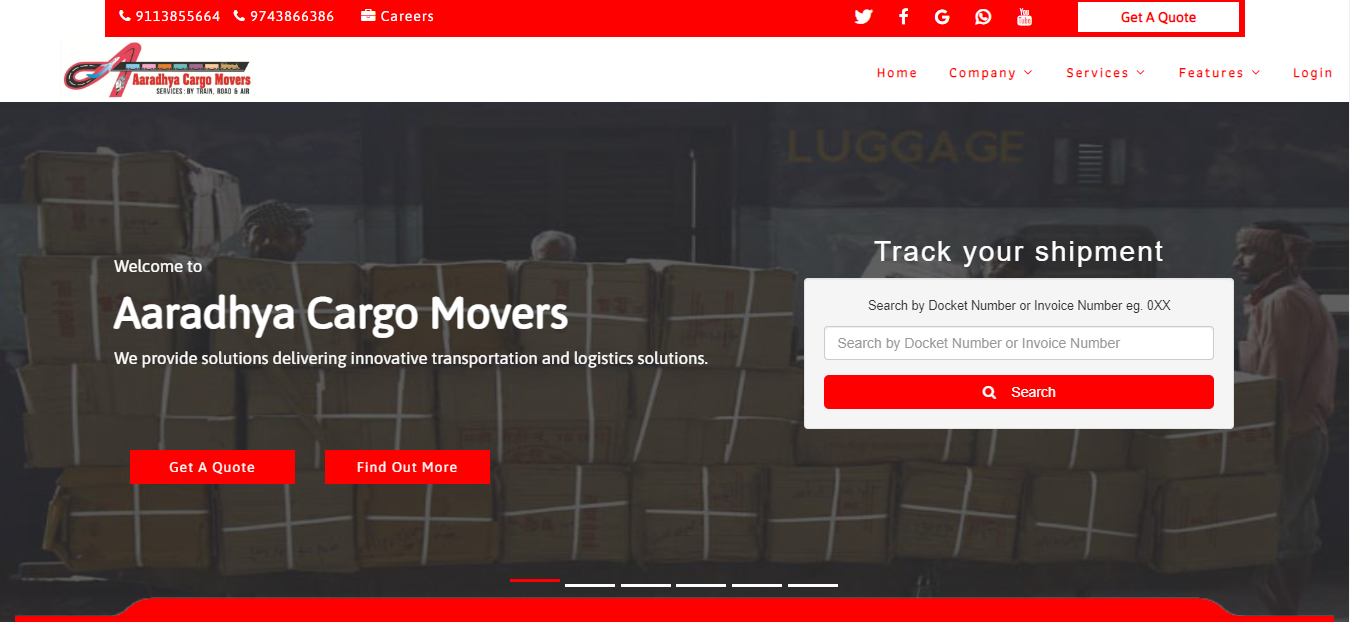 9113855664 9743866386 Careers
You Tube
Get A Quote
Aaradhya Cargo Movers
SERVICES : BY TRAIN, ROAD & AIR
Home Company Services Features Login
LUGGAGE
Welcome to
Aaradhya Cargo Movers
We provide solutions delivering innovative transportation and logistics solutions.
Get A Quote Find Out More
Track your shipment
Search by Docket Number or Invoice Number eg. 0XX
Search by Docket Number or Invoice Number
Search